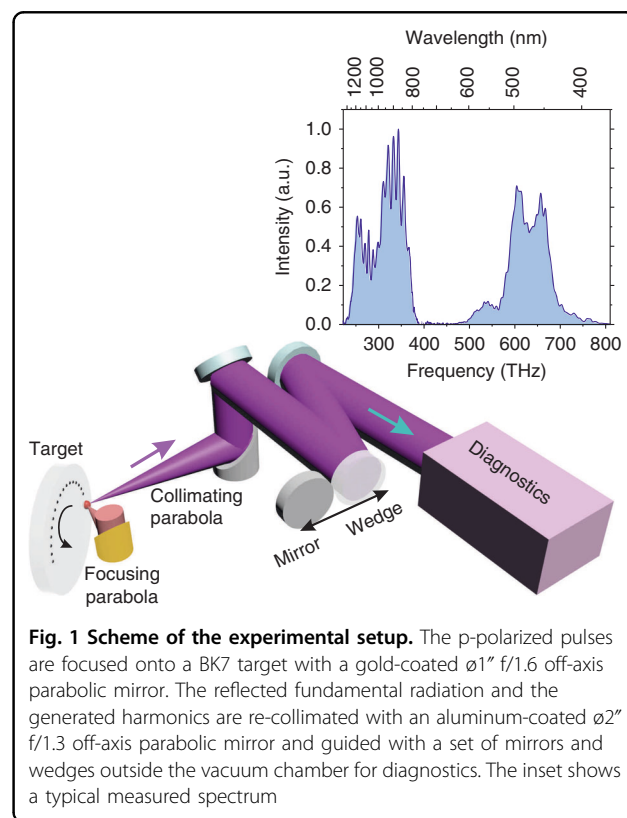 Wavelength (nm)
1200
1000
800
600
500
400
1.0
0.8
0.6
0.4
0.2
0.0
Intensity (a.u.)
300 400 500 600 700 800
Frequency (THz)
Target
Collimating
parabola
Focusing
parabola
Mirror
Wedge
Diagnostics
Fig. 1 Scheme of the experimental setup. The p-polarized pulses
are focused onto a BK7 target with a gold-coated ø1″ f/1.6 off-axis
parabolic mirror. The reflected fundamental radiation and the
generated harmonics are re-collimated with an aluminum-coated ø2″
f/1.3 off-axis parabolic mirror and guided with a set of mirrors and
wedges outside the vacuum chamber for diagnostics. The inset shows
a typical measured spectrum